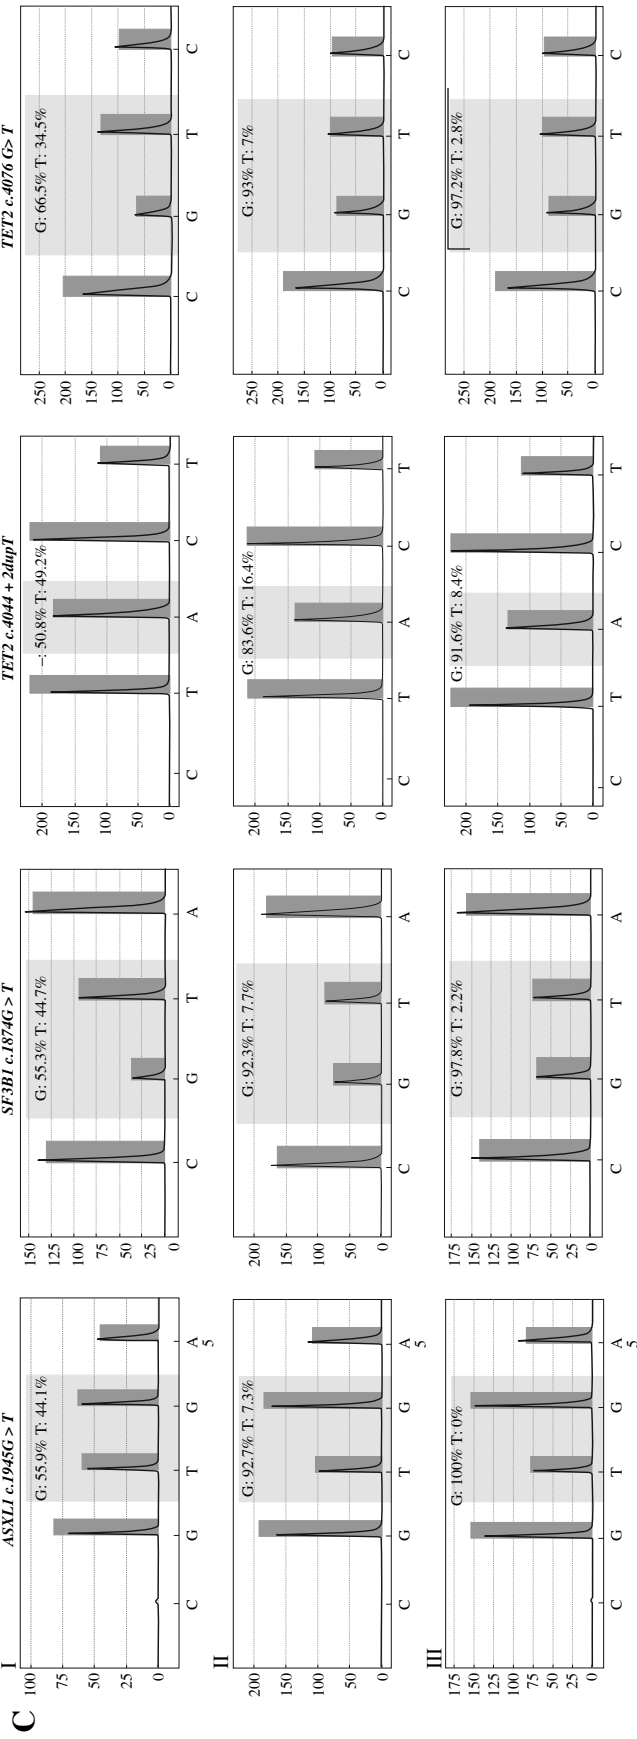 C
ASXL1 c.1945G > T
SF3B1 c.1874G > T
TET2 c.4044 + 2dupT
TET2 c.4076 G> T
I
G: 55.9% T: 44.1%
100
75
50
25
0
C G T G A
5
G: 55.3% T: 44.7%
150
125
100
75
50
25
0
C G T A
–: 50.8% T: 49.2%
200
150
100
50
0
C T A C T
G: 66.5% T: 34.5%
250
200
150
100
50
0
C G T C
II
G: 92.7% T: 7.3%
200
150
100
50
0
C G T G A
5
G: 92.3% T: 7.7%
200
150
100
50
0
C G T A
G: 83.6% T: 16.4%
200
150
100
50
0
C T A C T
G: 93% T: 7%
250
200
150
100
50
0
C G T C
III
G: 100% T: 0%
175
150
125
100
75
50
25
0
C G T G A
5
G: 97.8% T: 2.2%
175
150
125
100
75
50
25
0
C G T A
G: 91.6% T: 8.4%
200
150
100
50
0
C T A C T
G: 97.2% T: 2.8%
250
200
150
100
50
0
C G T C